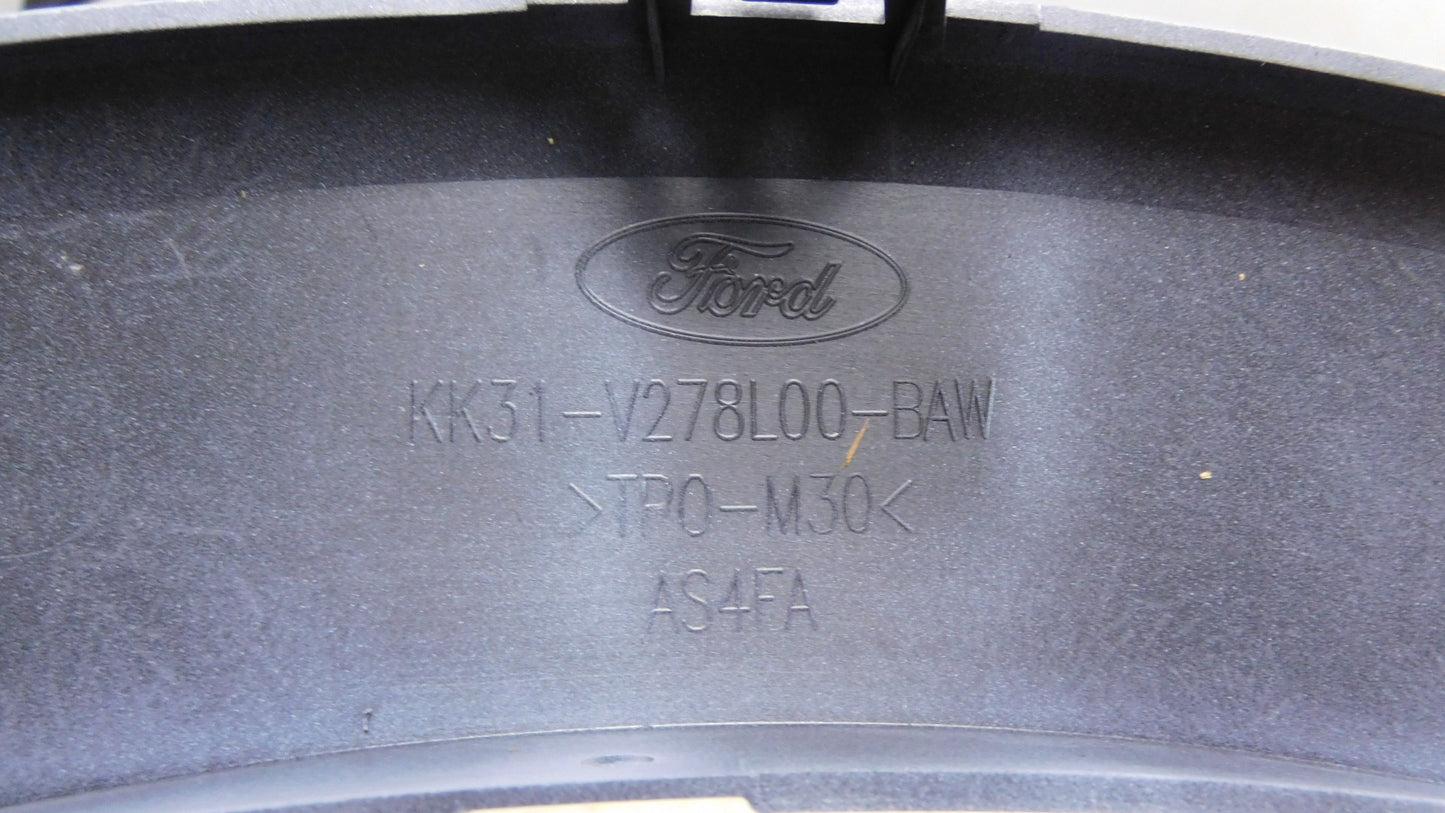 Ford
KK31-V278L00-BAW
>TPO-M30<
AS4FA